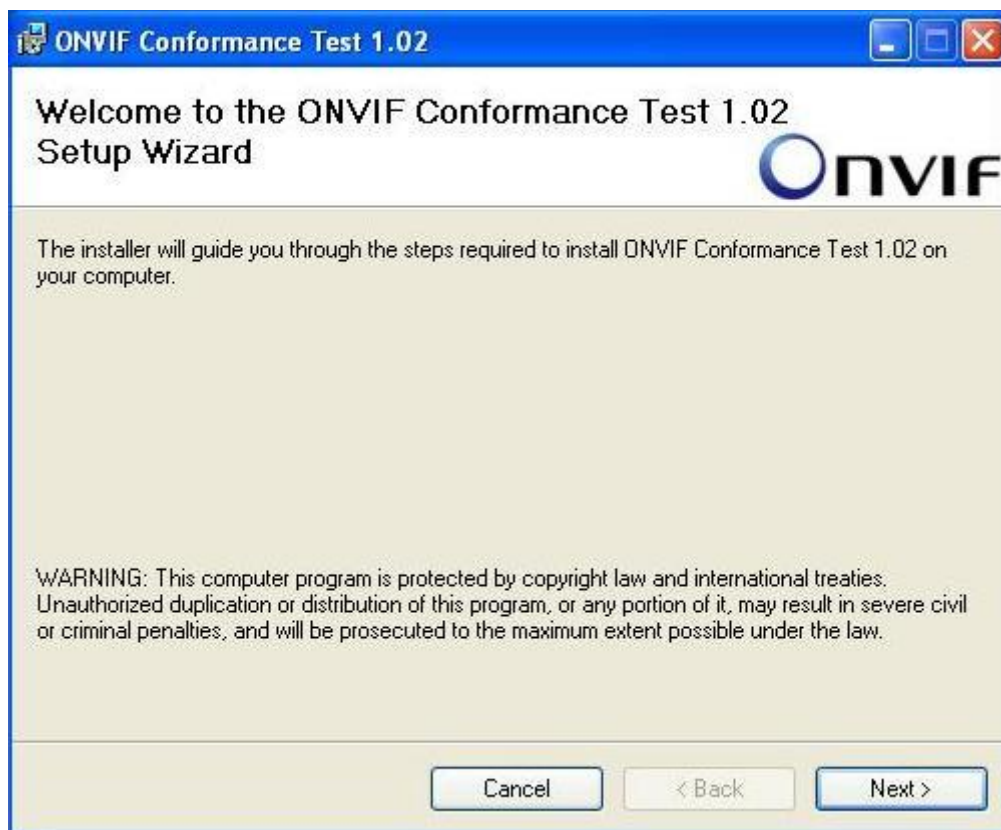 ONVIF Conformance Test 1.02
Welcome to the ONVIF Conformance Test 1.02
Setup Wizard
ONVIF
The installer will guide you through the steps required to install ONVIF Conformance Test 1.02 on
your computer.
WARNING: This computer program is protected by copyright law and international treaties.
Unauthorized duplication or distribution of this program, or any portion of it, may result in severe civil
or criminal penalties, and will be prosecuted to the maximum extent possible under the law.
Cancel
< Back
Next >